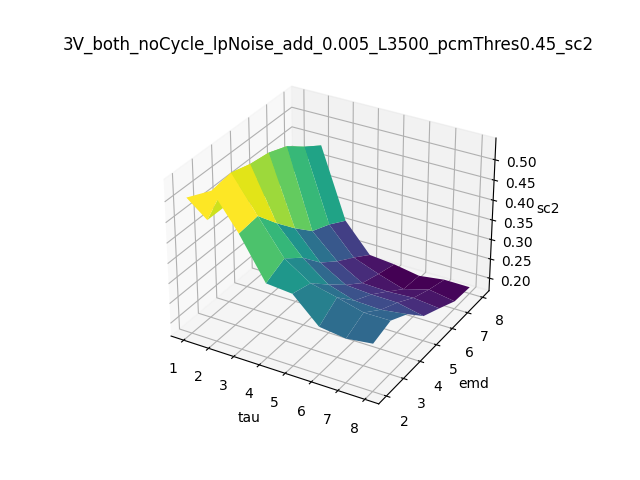 3V_both_noCycle_lpNoise_add_0.005_L3500_pcmThres0.45_sc2
0.50
0.45
0.40
sc2
0.35
0.30
0.25
0.20
1 2 3 4 5 6 7 8
tau
2 3 4 5 6 7 8
emd